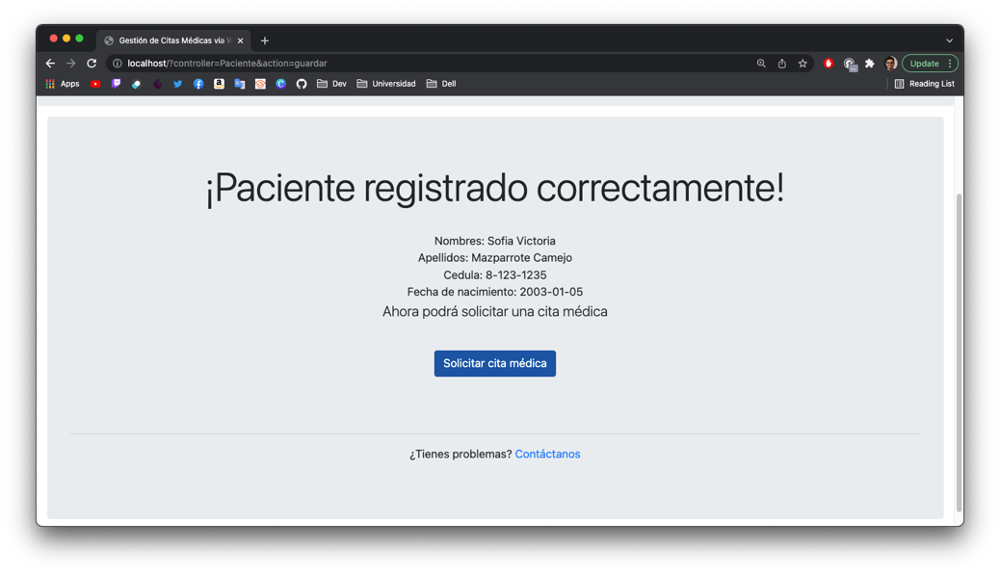 Gestión de Citas Médicas via W
localhost/?controller=Paciente&action=guardar
Update
Apps
Dev
Universidad
Dell
Reading List
¡Paciente registrado correctamente!
Nombres: Sofia Victoria
Apellidos: Mazparrote Camejo
Cedula: 8-123-1235
Fecha de nacimiento: 2003-01-05
Ahora podrá solicitar una cita médica
Solicitar cita médica
¿Tienes problemas? Contáctanos